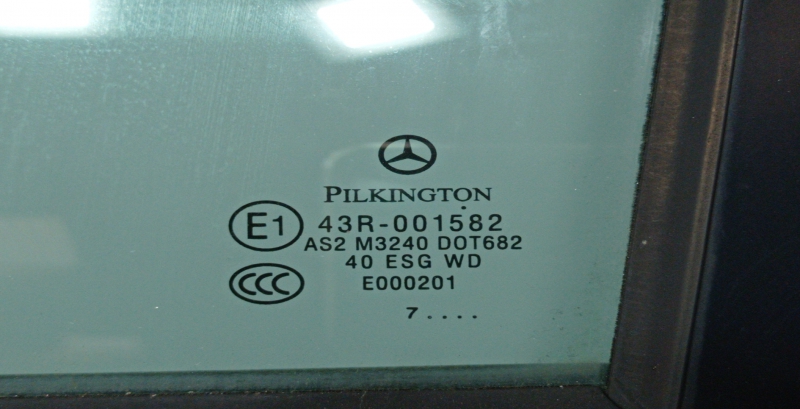 PILKINGTON
E1 43R-001582
AS2 M3240 DOT682
40 ESG WD
CCC E000201
7....